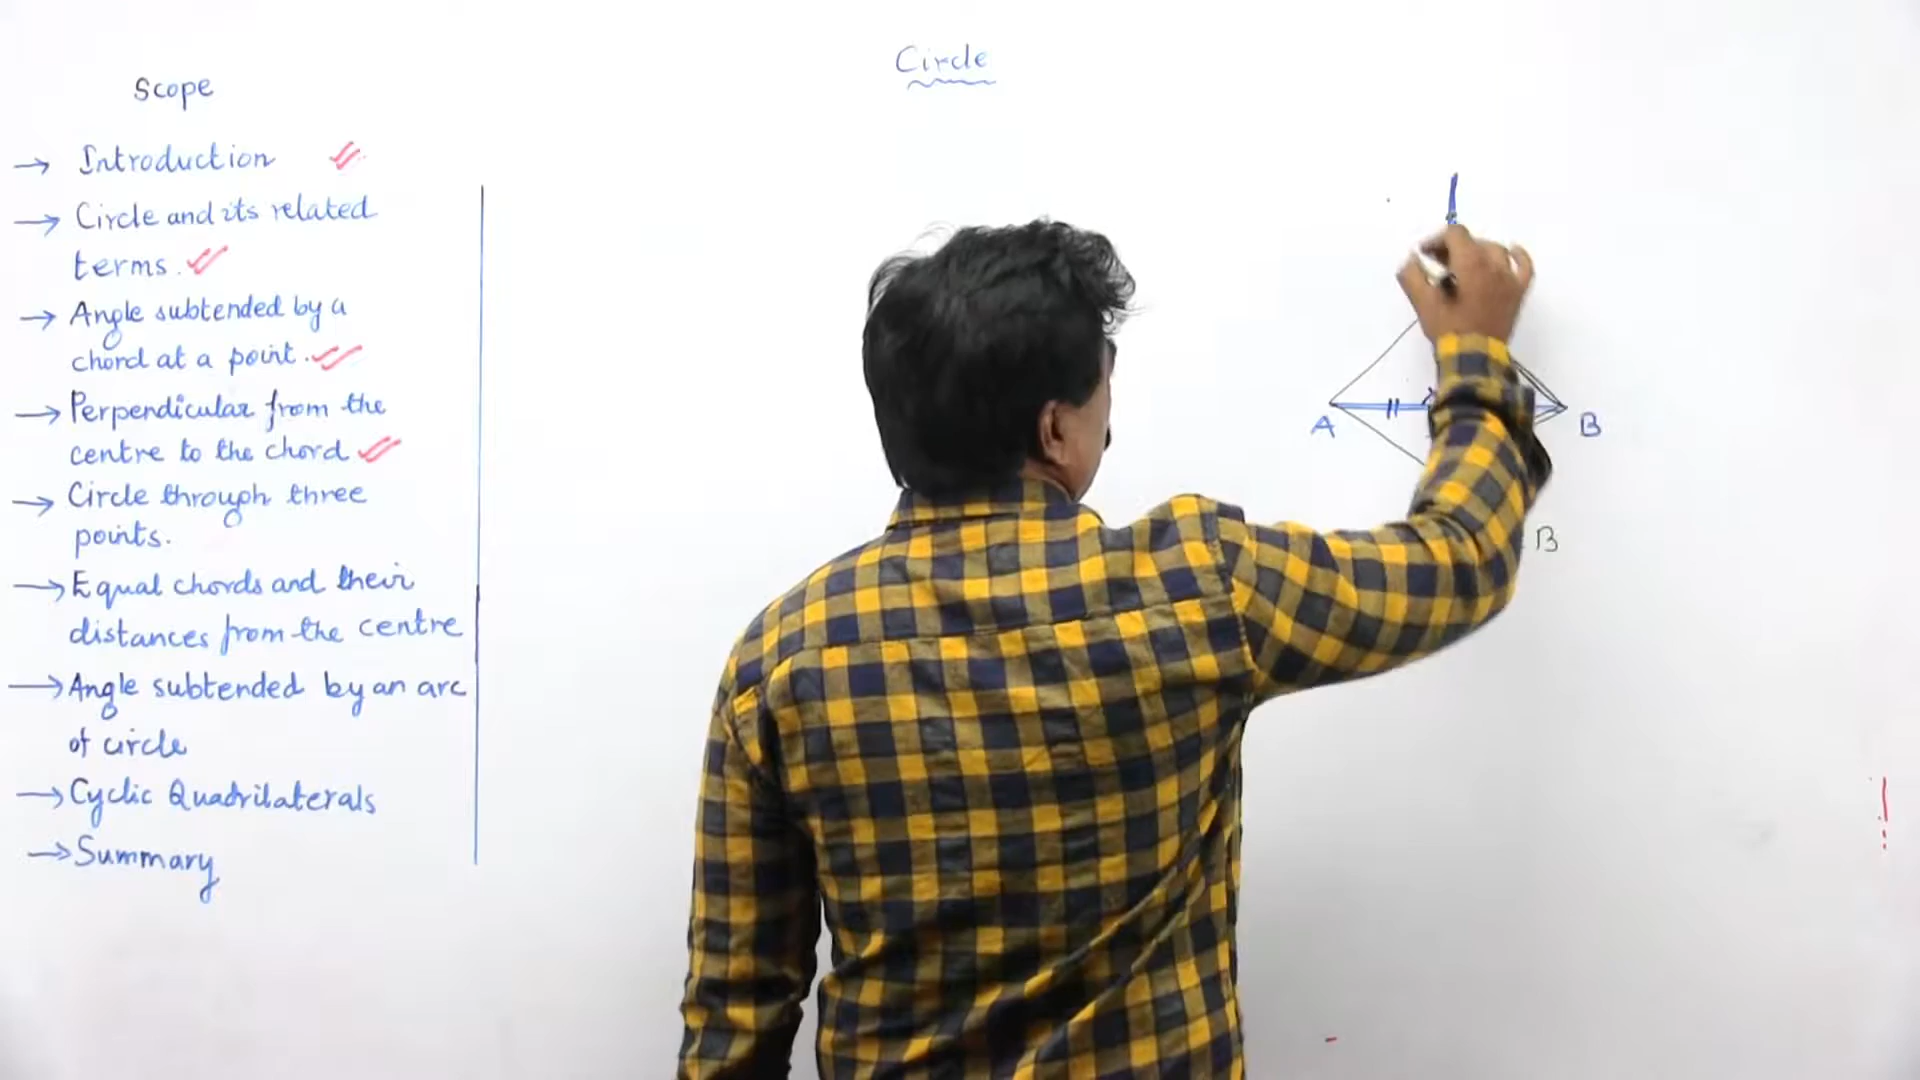 Circle
Scope
→ Introduction
→ Circle and its related
terms.
→ Angle subtended by a
chord at a point.
→ Perpendicular from the
centre to the chord
→ Circle through three
points.
→ Equal chords and their
distances from the centre
→ Angle subtended by an arc
of circle
→ Cyclic Quadrilaterals
→ Summary
A
B
B